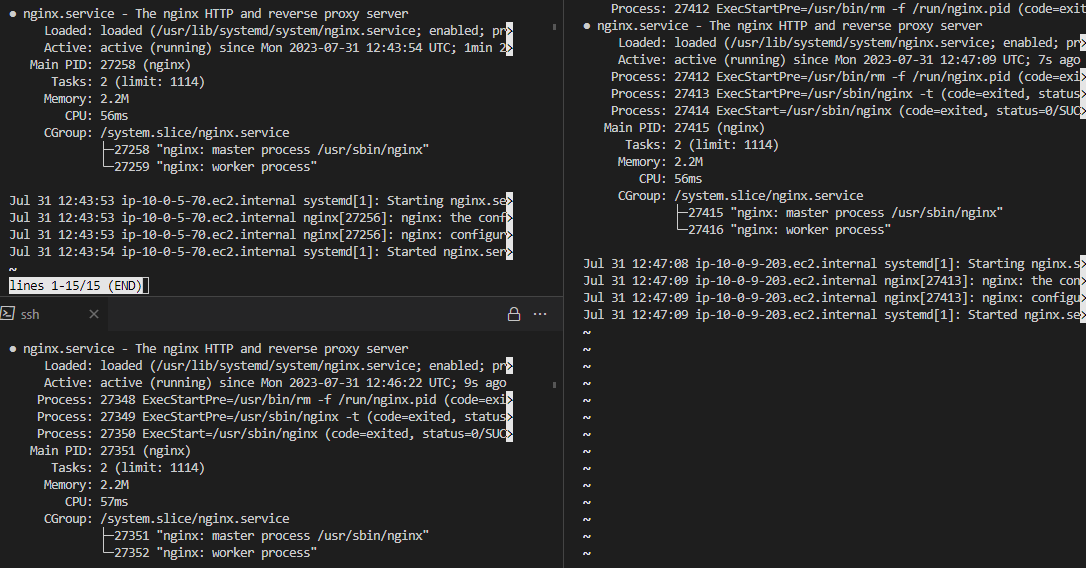 ● nginx.service - The nginx HTTP and reverse proxy server
Loaded: loaded (/usr/lib/systemd/system/nginx.service; enabled; pr>
Active: active (running) since Mon 2023-07-31 12:43:54 UTC; 1min 2>
Main PID: 27258 (nginx)
Tasks: 2 (limit: 1114)
Memory: 2.2M
CPU: 56ms
CGroup: /system.slice/nginx.service
├─27258 "nginx: master process /usr/sbin/nginx"
└─27259 "nginx: worker process"
Jul 31 12:43:53 ip-10-0-5-70.ec2.internal systemd[1]: Starting nginx.se>
Jul 31 12:43:53 ip-10-0-5-70.ec2.internal nginx[27256]: nginx: the conf>
Jul 31 12:43:53 ip-10-0-5-70.ec2.internal nginx[27256]: nginx: configur>
Jul 31 12:43:54 ip-10-0-5-70.ec2.internal systemd[1]: Started nginx.ser>
~
lines 1-15/15 (END)
ssh
● nginx.service - The nginx HTTP and reverse proxy server
Loaded: loaded (/usr/lib/systemd/system/nginx.service; enabled; pr>
Active: active (running) since Mon 2023-07-31 12:46:22 UTC; 9s ago
Process: 27348 ExecStartPre=/usr/bin/rm -f /run/nginx.pid (code=exi>
Process: 27349 ExecStartPre=/usr/sbin/nginx -t (code=exited, status>
Process: 27350 ExecStart=/usr/sbin/nginx (code=exited, status=0/SUC>
Main PID: 27351 (nginx)
Tasks: 2 (limit: 1114)
Memory: 2.2M
CPU: 57ms
CGroup: /system.slice/nginx.service
├─27351 "nginx: master process /usr/sbin/nginx"
└─27352 "nginx: worker process"
Process: 27412 ExecStartPre=/usr/bin/rm -f /run/nginx.pid (code=exit
● nginx.service - The nginx HTTP and reverse proxy server
Loaded: loaded (/usr/lib/systemd/system/nginx.service; enabled; pr>
Active: active (running) since Mon 2023-07-31 12:47:09 UTC; 7s ago
Process: 27412 ExecStartPre=/usr/bin/rm -f /run/nginx.pid (code=exi>
Process: 27413 ExecStartPre=/usr/sbin/nginx -t (code=exited, status>
Process: 27414 ExecStart=/usr/sbin/nginx (code=exited, status=0/SUC>
Main PID: 27415 (nginx)
Tasks: 2 (limit: 1114)
Memory: 2.2M
CPU: 56ms
CGroup: /system.slice/nginx.service
├─27415 "nginx: master process /usr/sbin/nginx"
└─27416 "nginx: worker process"
Jul 31 12:47:08 ip-10-0-9-203.ec2.internal systemd[1]: Starting nginx.s>
Jul 31 12:47:09 ip-10-0-9-203.ec2.internal nginx[27413]: nginx: the con>
Jul 31 12:47:09 ip-10-0-9-203.ec2.internal nginx[27413]: nginx: configu>
Jul 31 12:47:09 ip-10-0-9-203.ec2.internal systemd[1]: Started nginx.se>
~
~
~
~
~
~
~
~
~
~
~
~
~
~